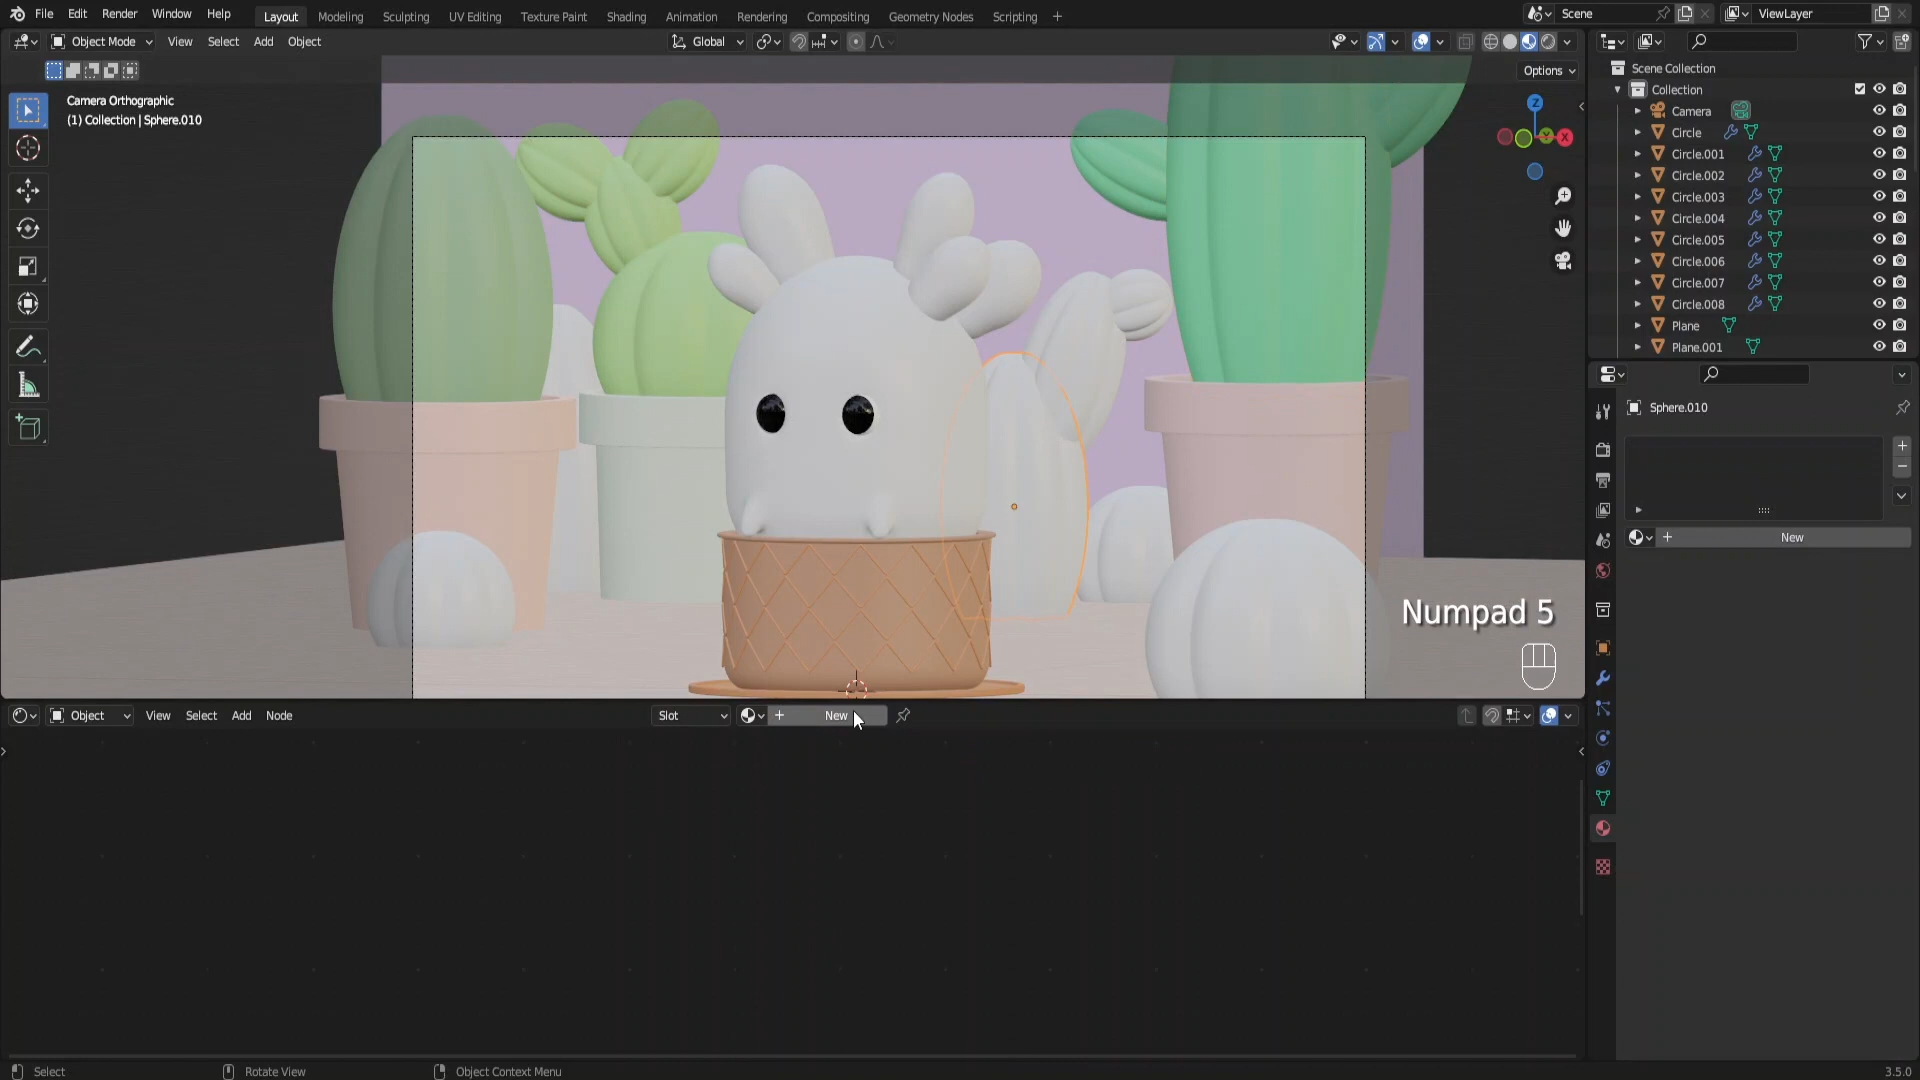 File Edit Render Window Help Layout Modeling Sculpting UV Editing Texture Paint Shading Animation Rendering Compositing Geometry Nodes Scripting + Scene ViewLayer
Object Mode View Select Add Object Global
Options
Camera Orthographic
(1) Collection | Sphere.010
Z
X
Y
Numpad 5
Scene Collection
Collection
Camera
Circle
Circle.001
Circle.002
Circle.003
Circle.004
Circle.005
Circle.006
Circle.007
Circle.008
Plane
Plane.001
Sphere.010
+ New
Object View Select Add Node Slot + New
Select Rotate View Object Context Menu 3.5.0